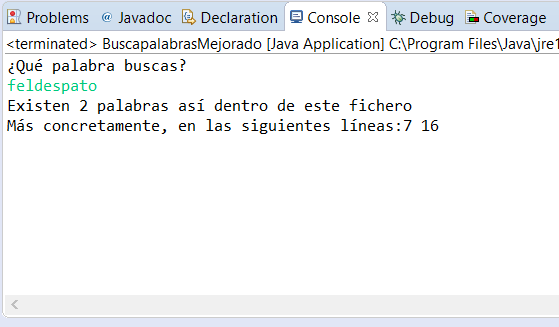 Problems @ Javadoc Declaration Console Debug Coverage
<terminated> BuscapalabrasMejorado [Java Application] C:\Program Files\Java\jre1
¿Qué palabra buscas?
feldespato
Existen 2 palabras así dentro de este fichero
Más concretamente, en las siguientes líneas:7 16